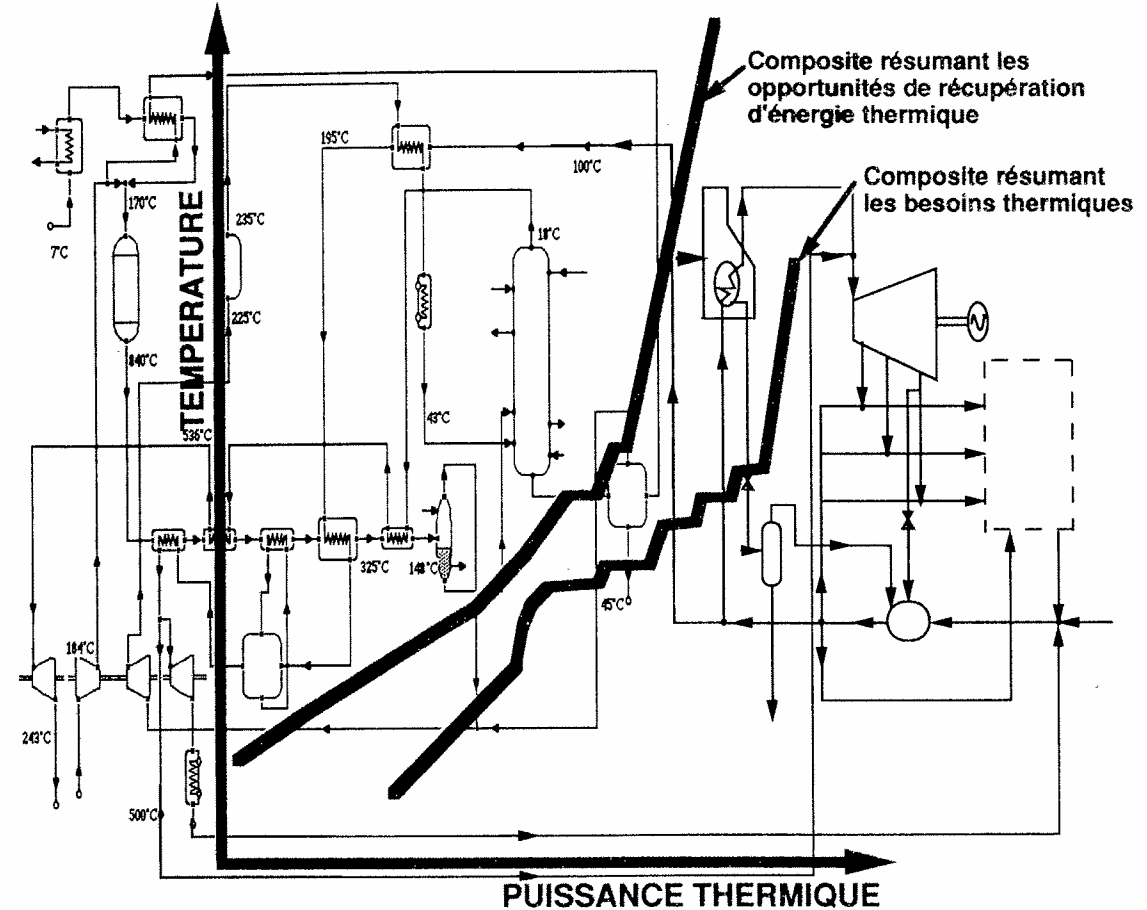 Composite résumant les
opportunités de récupération
d'énergie thermique
Composite résumant
les besoins thermiques
195°C
100°C
170°C
7°C
235°C
18°C
TEMPERATURE
225°C
840°C
43°C
536°C
325°C
148°C
45°C
184°C
243°C
500°C
PUISSANCE THERMIQUE